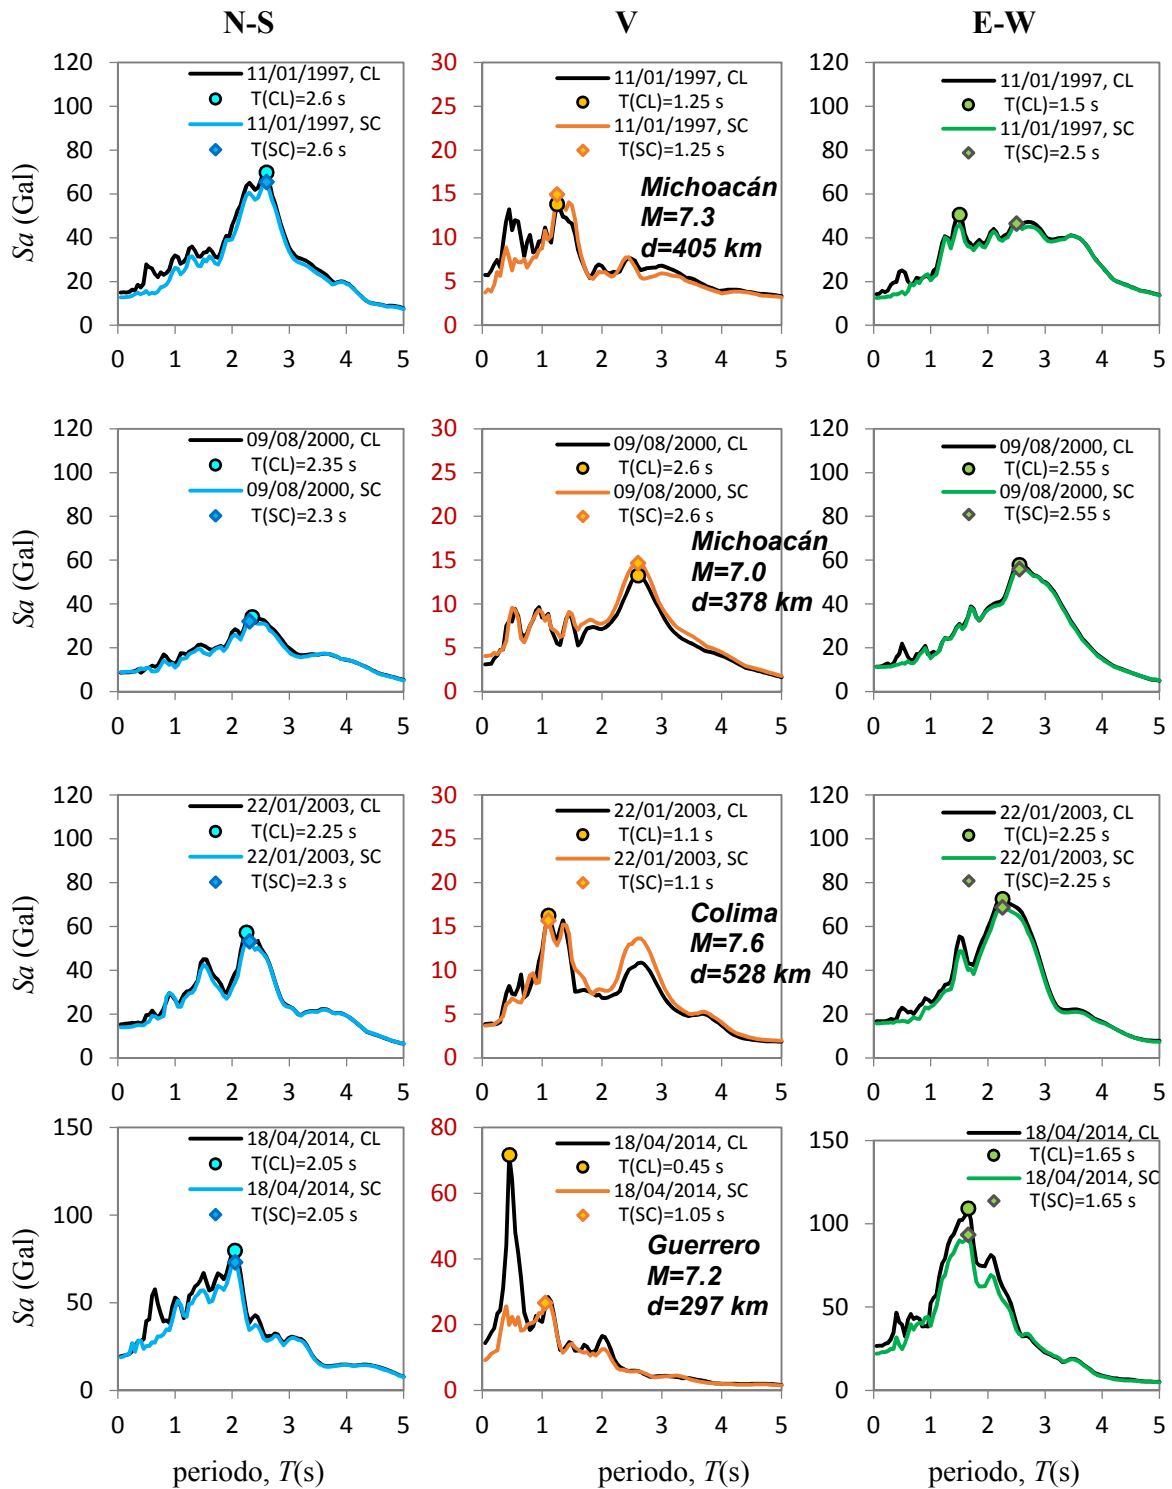 N-S
V
E-W
120
100
80
60
40
20
0
Sa (Gal)
11/01/1997, CL
T(CL)=2.6 s
11/01/1997, SC
T(SC)=2.6 s
0 1 2 3 4 5
30
25
20
15
10
5
0
11/01/1997, CL
T(CL)=1.25 s
11/01/1997, SC
T(SC)=1.25 s
Michoacán
M=7.3
d=405 km
0 1 2 3 4 5
120
100
80
60
40
20
0
11/01/1997, CL
T(CL)=1.5 s
11/01/1997, SC
T(SC)=2.5 s
0 1 2 3 4 5
120
100
80
60
40
20
0
Sa (Gal)
09/08/2000, CL
T(CL)=2.35 s
09/08/2000, SC
T(SC)=2.3 s
0 1 2 3 4 5
30
25
20
15
10
5
0
09/08/2000, CL
T(CL)=2.6 s
09/08/2000, SC
T(SC)=2.6 s
Michoacán
M=7.0
d=378 km
0 1 2 3 4 5
120
100
80
60
40
20
0
09/08/2000, CL
T(CL)=2.55 s
09/08/2000, SC
T(SC)=2.55 s
0 1 2 3 4 5
120
100
80
60
40
20
0
Sa (Gal)
22/01/2003, CL
T(CL)=2.25 s
22/01/2003, SC
T(SC)=2.3 s
0 1 2 3 4 5
30
25
20
15
10
5
0
22/01/2003, CL
T(CL)=1.1 s
22/01/2003, SC
T(SC)=1.1 s
Colima
M=7.6
d=528 km
0 1 2 3 4 5
120
100
80
60
40
20
0
22/01/2003, CL
T(CL)=2.25 s
22/01/2003, SC
T(SC)=2.25 s
0 1 2 3 4 5
150
100
50
0
Sa (Gal)
18/04/2014, CL
T(CL)=2.05 s
18/04/2014, SC
T(SC)=2.05 s
0 1 2 3 4 5
periodo, T(s)
80
60
40
20
0
18/04/2014, CL
T(CL)=0.45 s
18/04/2014, SC
T(SC)=1.05 s
Guerrero
M=7.2
d=297 km
0 1 2 3 4 5
periodo, T(s)
150
100
50
0
18/04/2014, CL
T(CL)=1.65 s
18/04/2014, SC
T(SC)=1.65 s
0 1 2 3 4 5
periodo, T(s)